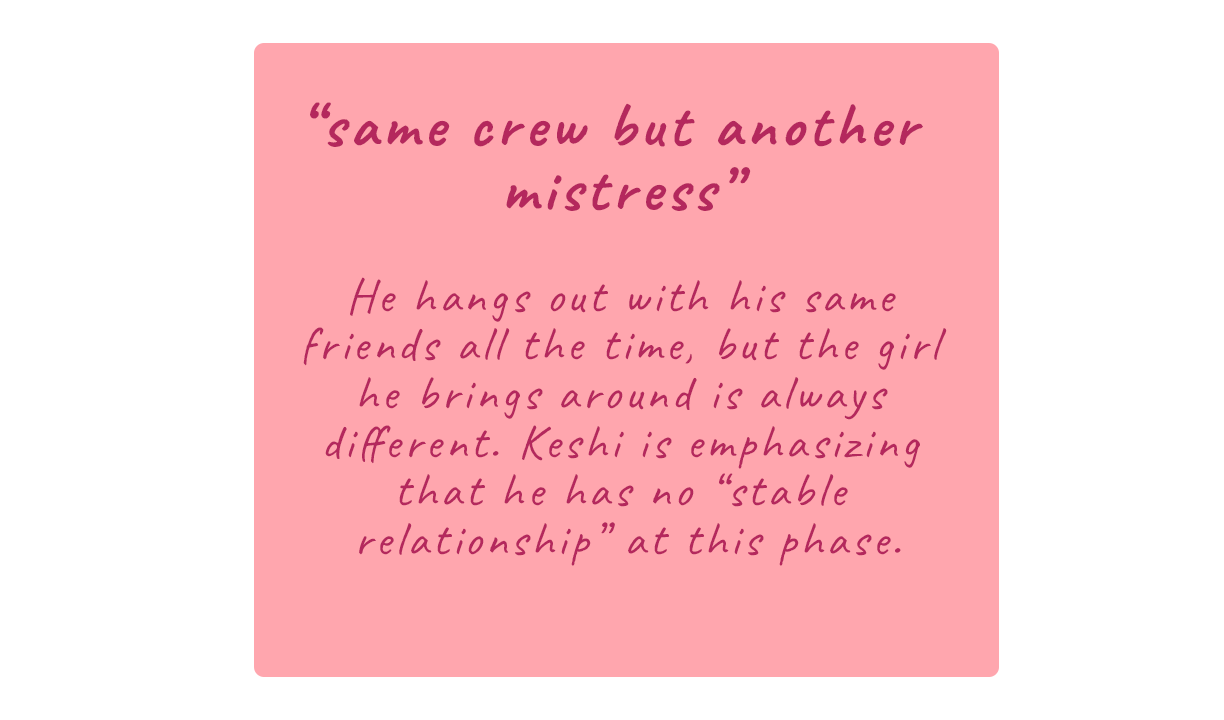 “same crew but another
mistress”
He hangs out with his same
friends all the time, but the girl
he brings around is always
different. Keshi is emphasizing
that he has no “stable
relationship” at this phase.